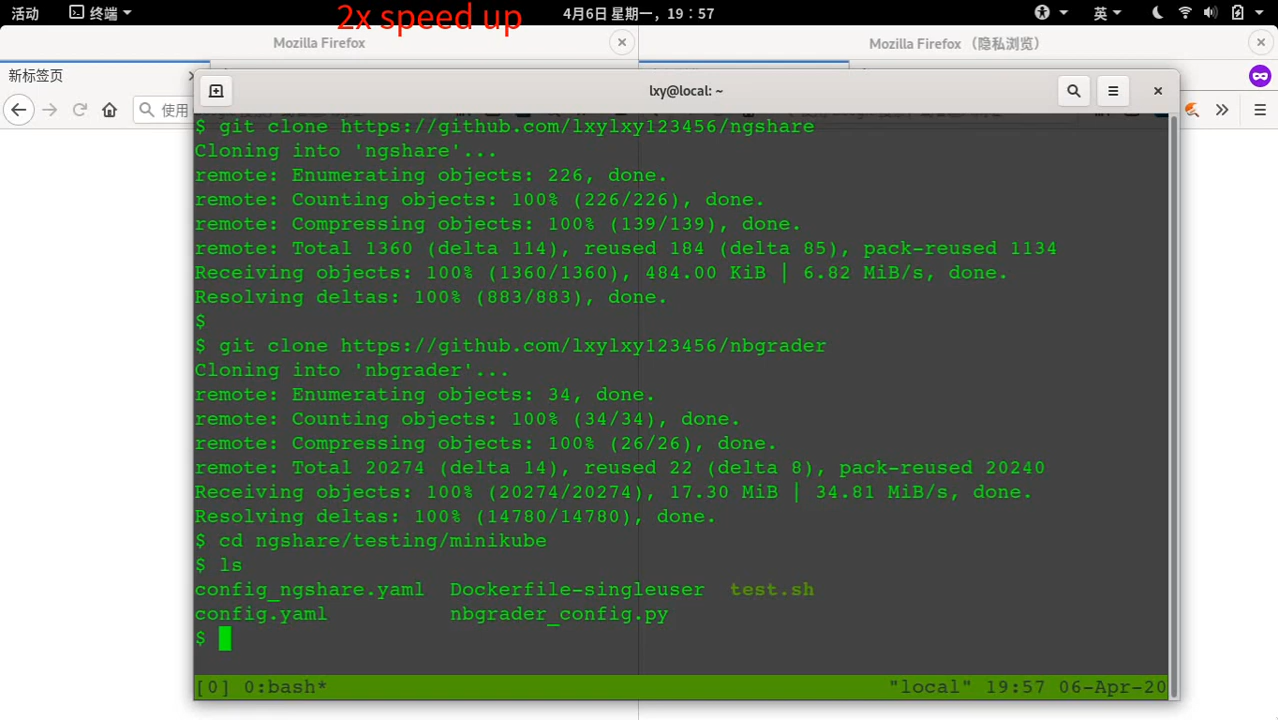 活动 终端 2x speed up 4月6日 星期一，19：57 英
Mozilla Firefox Mozilla Firefox （隐私浏览）
新标签页
使用
lxy@local: ~
$ git clone https://github.com/lxylxy123456/ngshare
Cloning into 'ngshare'...
remote: Enumerating objects: 226, done.
remote: Counting objects: 100% (226/226), done.
remote: Compressing objects: 100% (139/139), done.
remote: Total 1360 (delta 114), reused 184 (delta 85), pack-reused 1134
Receiving objects: 100% (1360/1360), 484.00 KiB | 6.82 MiB/s, done.
Resolving deltas: 100% (883/883), done.
$
$ git clone https://github.com/lxylxy123456/nbgrader
Cloning into 'nbgrader'...
remote: Enumerating objects: 34, done.
remote: Counting objects: 100% (34/34), done.
remote: Compressing objects: 100% (26/26), done.
remote: Total 20274 (delta 14), reused 22 (delta 8), pack-reused 20240
Receiving objects: 100% (20274/20274), 17.30 MiB | 34.81 MiB/s, done.
Resolving deltas: 100% (14780/14780), done.
$ cd ngshare/testing/minikube
$ ls
config_ngshare.yaml Dockerfile-singleuser test.sh
config.yaml nbgrader_config.py
$
[0] 0:bash* "local" 19:57 06-Apr-20